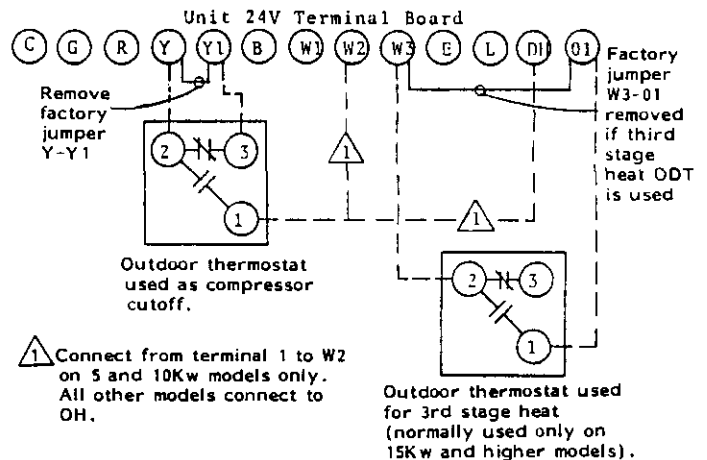 Unit 24V Terminal Board
C G R Y Y1 B W1 W2 W3 E L DH 01
Remove
factory
jumper
Y-Y1
Factory
jumper
W3-01
removed
if third
stage
heat ODT
is used
2 3
1
1
1
Outdoor thermostat
used as compressor
cutoff.
2 3
1
1 Connect from terminal 1 to W2
on 5 and 10Kw models only.
All other models connect to
OH.
Outdoor thermostat used
for 3rd stage heat
(normally used only on
15Kw and higher models).